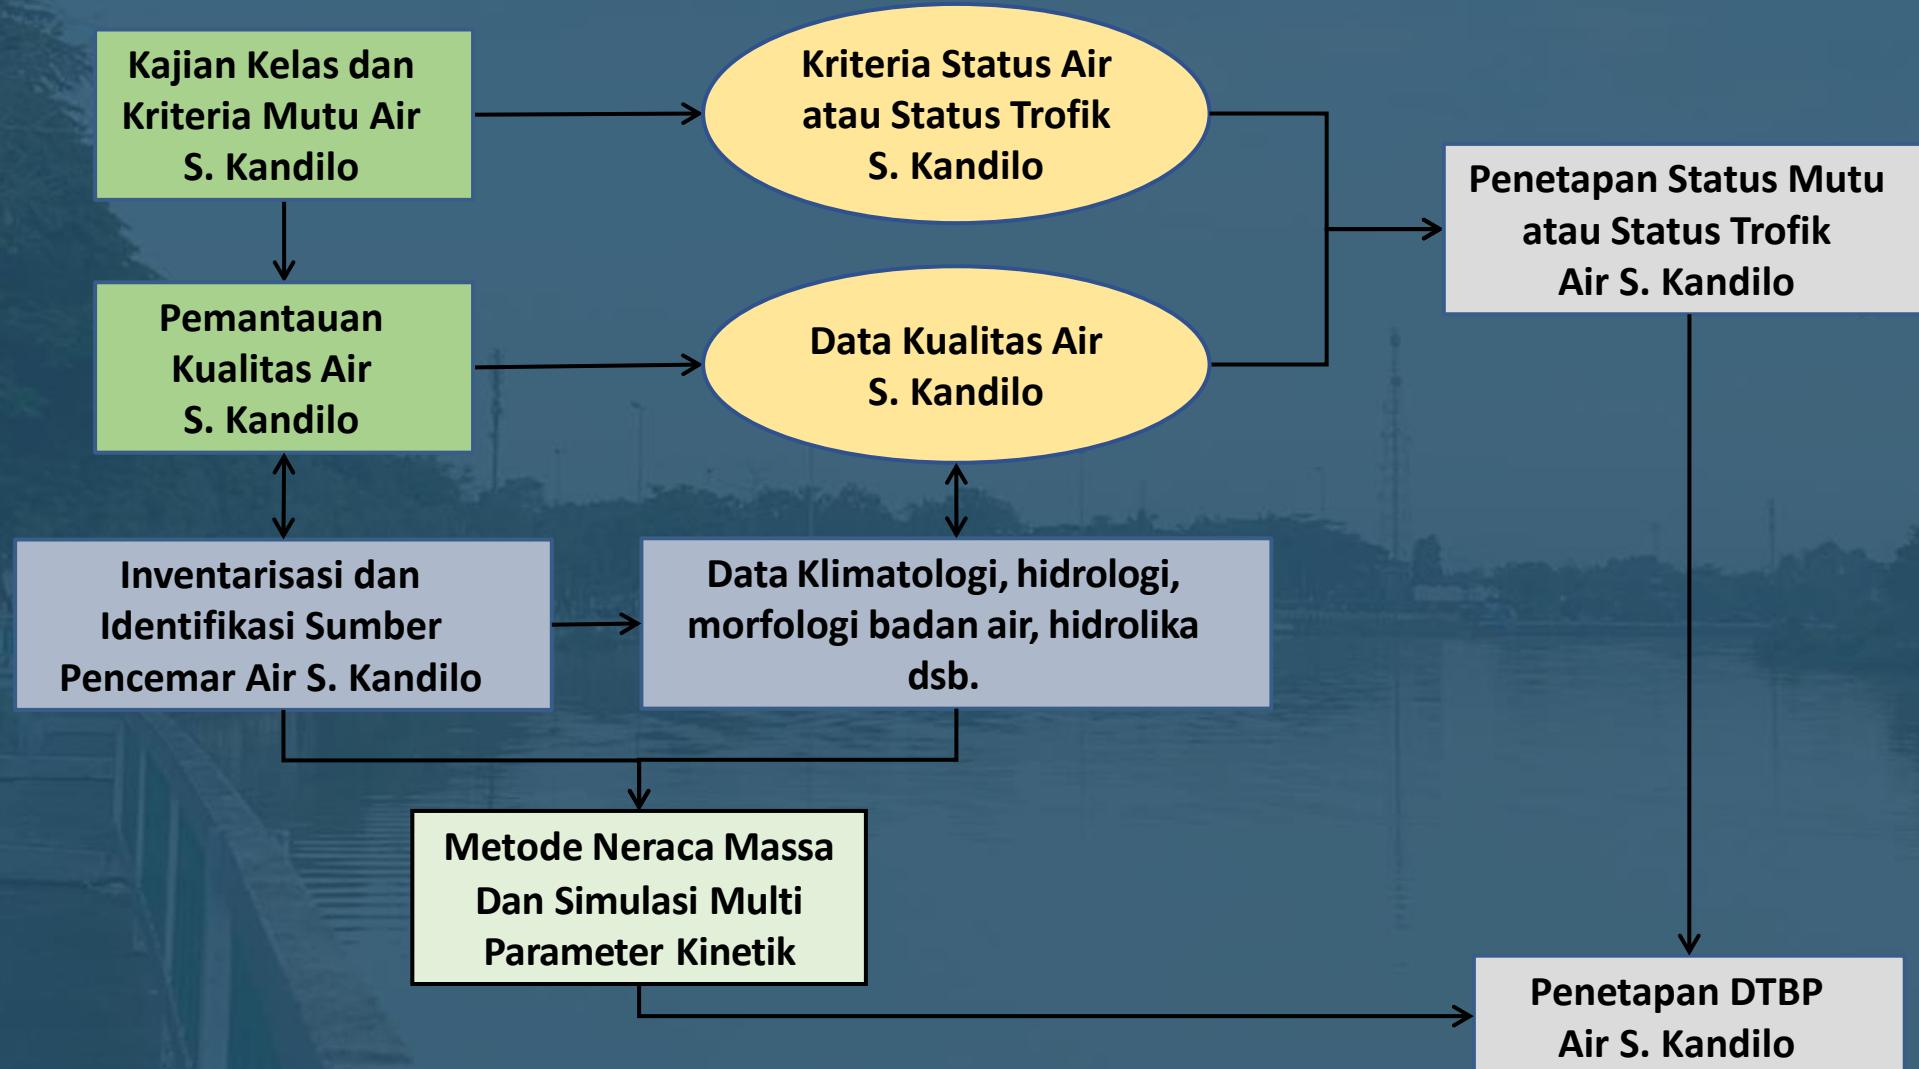 Kajian Kelas dan
Kriteria Mutu Air
S. Kandilo
Kriteria Status Air
atau Status Trofik
S. Kandilo
Penetapan Status Mutu
atau Status Trofik
Air S. Kandilo
Pemantauan
Kualitas Air
S. Kandilo
Data Kualitas Air
S. Kandilo
Inventarisasi dan
Identifikasi Sumber
Pencemar Air S. Kandilo
Data Klimatologi, hidrologi,
morfologi badan air, hidrolika
dsb.
Metode Neraca Massa
Dan Simulasi Multi
Parameter Kinetik
Penetapan DTBP
Air S. Kandilo